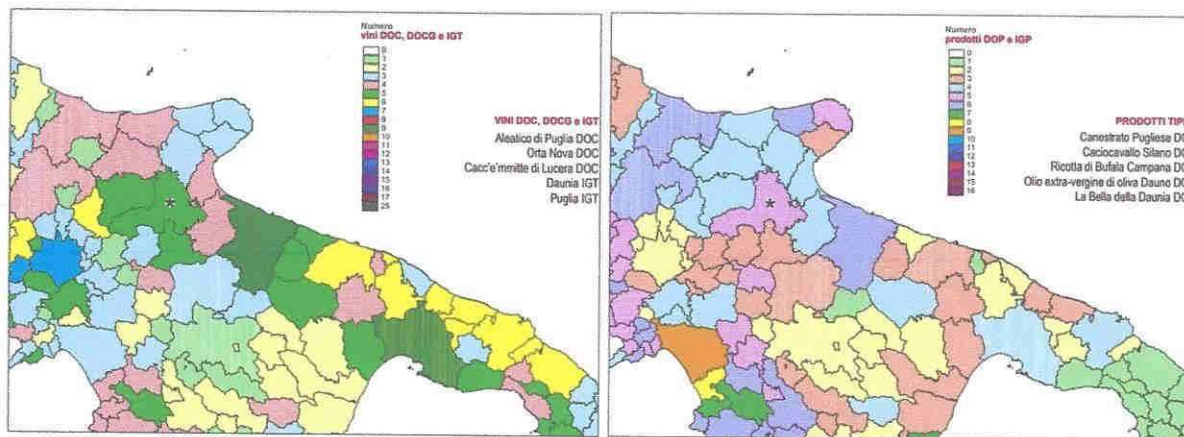 Numero
vini DOC, DOCG e IGT
0
1
2
3
4
5
6
7
8
9
10
11
12
13
14
15
16
17
25
VINI DOC, DOCG e IGT
Aleatico di Puglia DOC
Orta Nova DOC
Cacc'e'mmitte di Lucera DOC
Daunia IGT
Puglia IGT
*
Numero
prodotti DOP e IGP
0
1
2
3
4
5
6
7
8
9
10
11
12
13
14
15
16
PRODOTTI TIPI
Canestrato Pugliese DO
Caciocavallo Silano DO
Ricotta di Bufala Campana DO
Olio extra-vergine di oliva Dauno DO
La Bella della Daunia DO
*